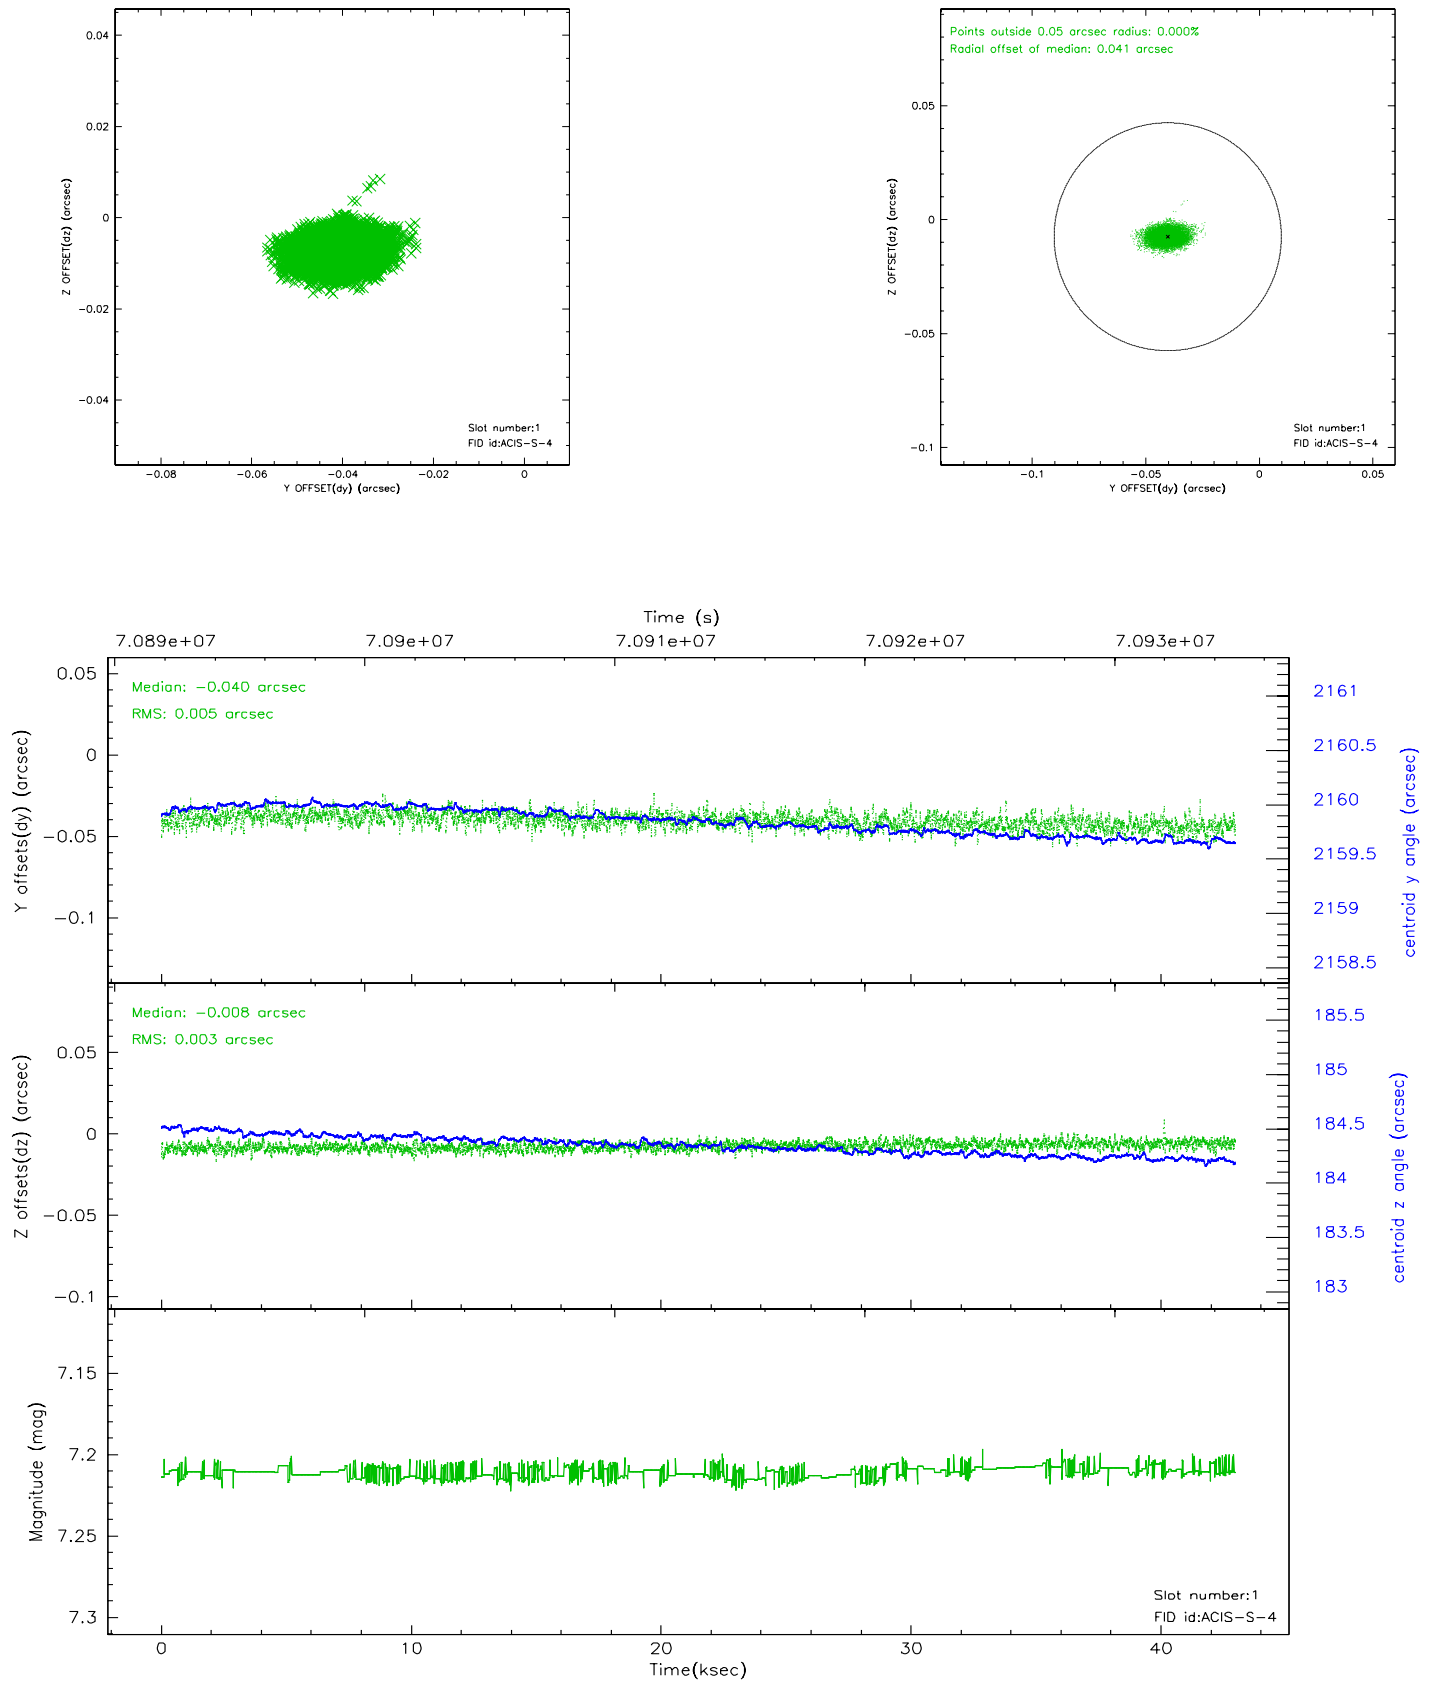 0.04
0.02
0
−0.02
−0.04
Z OFFSET(dz) (arcsec)
Slot number:1
FID id:ACIS−S−4
−0.08
−0.06
−0.04
−0.02
0
Y OFFSET(dy) (arcsec)
Points outside 0.05 arcsec radius: 0.000%
Radial offset of median: 0.041 arcsec
0.05
0
−0.05
−0.1
Z OFFSET(dz) (arcsec)
Slot number:1
FID id:ACIS−S−4
−0.1
−0.05
0
0.05
Y OFFSET(dy) (arcsec)
Time (s)
7.089e+07
7.09e+07
7.091e+07
7.092e+07
7.093e+07
Median: −0.040 arcsec
RMS: 0.005 arcsec
0.05
0
−0.05
−0.1
Y offsets(dy) (arcsec)
2161
2160.5
2160
2159.5
2159
2158.5
centroid y angle (arcsec)
Median: −0.008 arcsec
RMS: 0.003 arcsec
0.05
0
−0.05
−0.1
Z offsets(dz) (arcsec)
185.5
185
184.5
184
183.5
183
centroid z angle (arcsec)
7.15
7.2
7.25
7.3
Magnitude (mag)
Slot number:1
FID id:ACIS−S−4
0
10
20
30
40
Time(ksec)